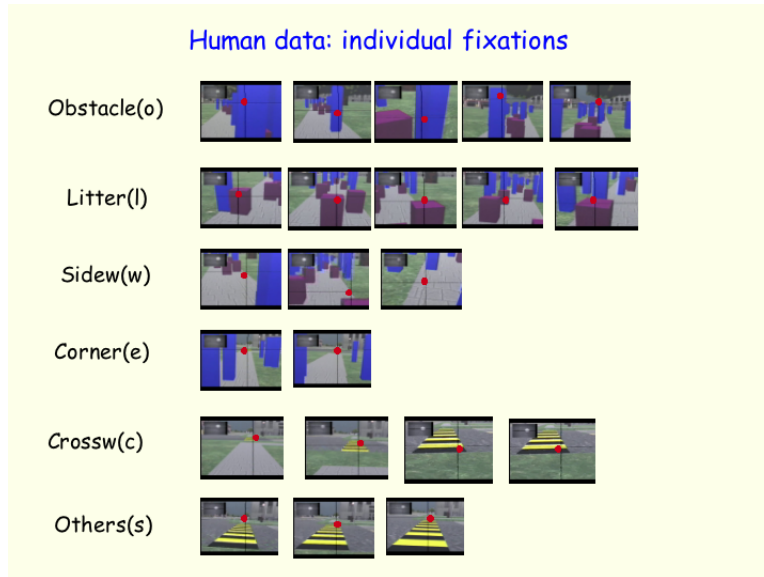 Human data: individual fixations
Obstacle(o)
Litter(l)
Sidew(w)
Corner(e)
Crossw(c)
Others(s)